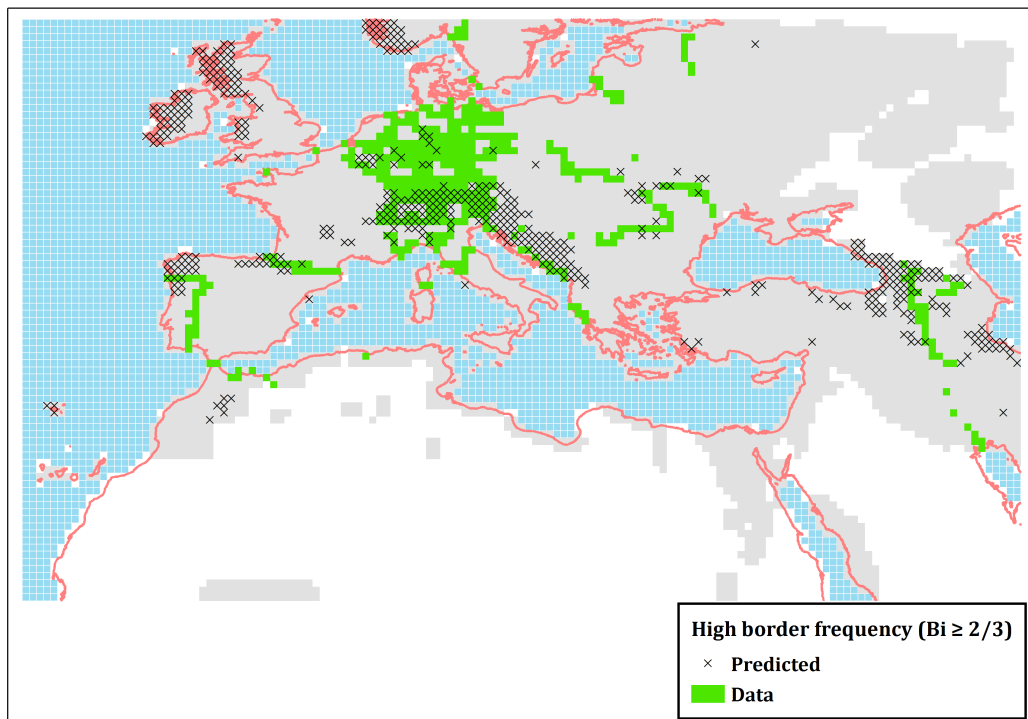 High border frequency (Bi ≥ 2/3)
Predicted
Data